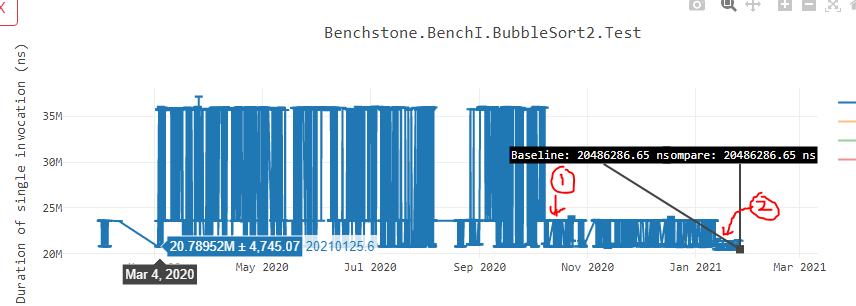 X
Benchstone.BenchI.BubbleSort2.Test
Duration of single invocation (ns)
35M
30M
25M
20M
Baseline: 20486286.65 nsompare: 20486286.65 ns
1
2
20.78952M ± 4,745.07
20210125.6
Mar 4, 2020
May 2020
Jul 2020
Sep 2020
Nov 2020
Jan 2021
Mar 2021